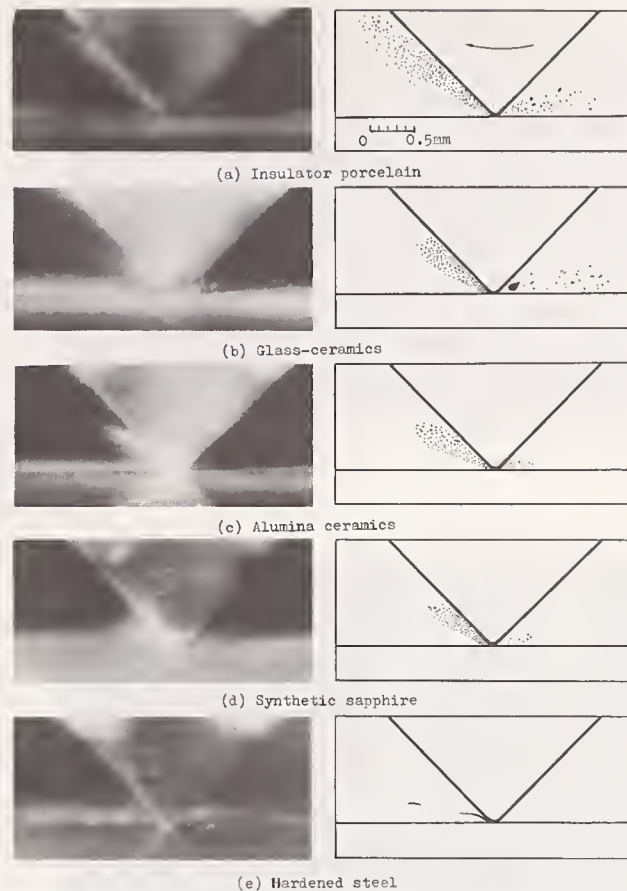 0 0.5mm
(a) Insulator porcelain
(b) Glass-ceramics
(c) Alumina ceramics
(d) Synthetic sapphire
(e) Hardened steel